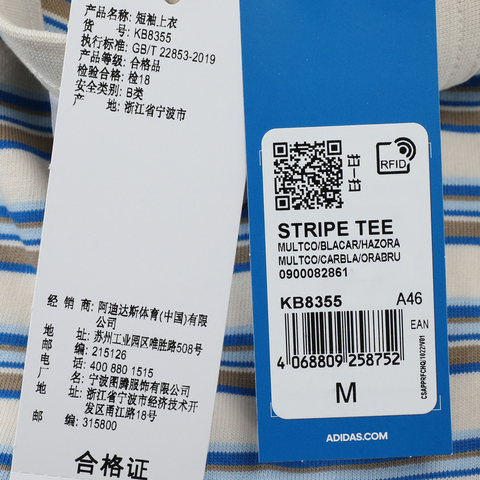 产品名称: 短袖上衣
货 号: KB8355
执行标准: GB/T 22853-2019
产品等级: 合格品
检验合格: 检18
安全类别: B类
产 地: 浙江省宁波市
经 销 商: 阿迪达斯体育(中国)有限
公司
地 址: 苏州工业园区唯胜路508号
邮 编: 215126
电 话: 400 880 1515
厂 名: 宁波图腾服饰有限公司
地 址: 浙江省宁波市经济技术开
发区甬江路18号
邮 编: 315800
合格证
RFID
STRIPE TEE
MULTCO/BLACAR/HAZORA
MULTCO/CARBLA/ORABRU
0900082861
KB8355 A46
EAN
4 068809 258752
M
ADIDAS.COM